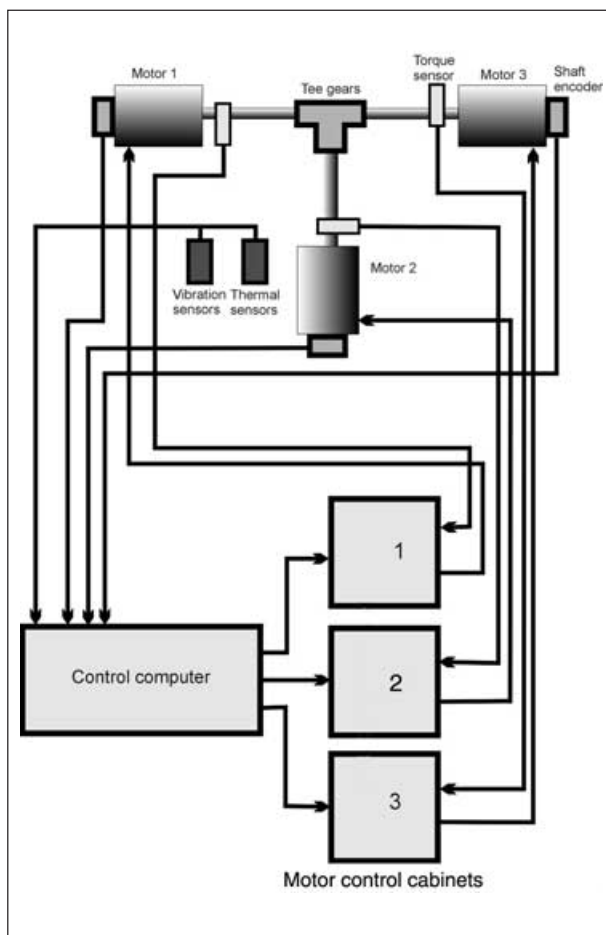 Motor 1
Tee gears
Torque
sensor
Motor 3
Shaft
encoder
Motor 2
Vibration
sensors
Thermal
sensors
1
Control computer
2
3
Motor control cabinets